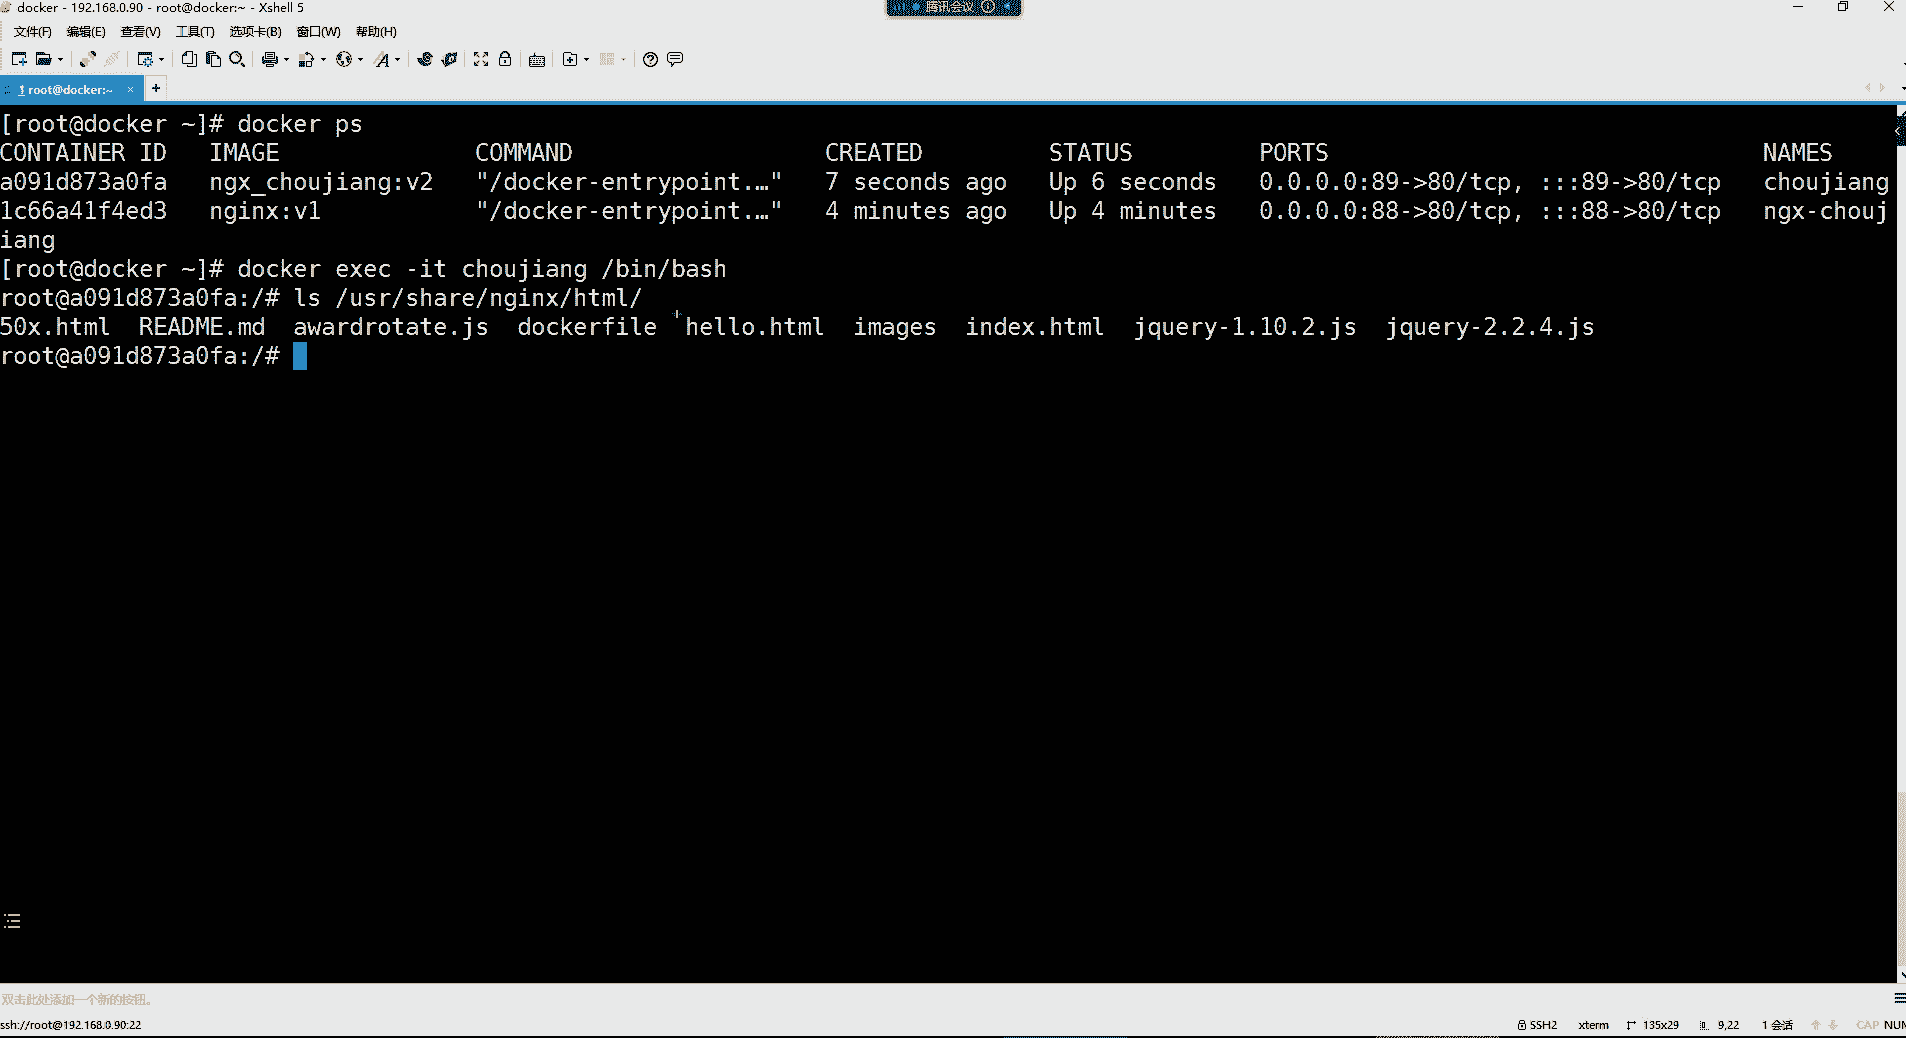 docker - 192.168.0.90 - root@docker:~ - Xshell 5
腾讯会议
文件(F) 编辑(E) 查看(V) 工具(T) 选项卡(B) 窗口(W) 帮助(H)
1 root@docker:~ × +
[root@docker ~]# docker ps
CONTAINER ID IMAGE COMMAND CREATED STATUS PORTS NAMES
a091d873a0fa ngx_choujiang:v2 "/docker-entrypoint.…" 7 seconds ago Up 6 seconds 0.0.0.0:89->80/tcp, :::89->80/tcp choujiang
1c66a41f4ed3 nginx:v1 "/docker-entrypoint.…" 4 minutes ago Up 4 minutes 0.0.0.0:88->80/tcp, :::88->80/tcp ngx-chouj
iang
[root@docker ~]# docker exec -it choujiang /bin/bash
root@a091d873a0fa:/# ls /usr/share/nginx/html/
50x.html README.md awardrotate.js dockerfile hello.html images index.html jquery-1.10.2.js jquery-2.2.4.js
root@a091d873a0fa:/#
双击此处添加一个新的按钮。
ssh://root@192.168.0.90:22 SSH2 xterm 135x29 9,22 1 会话 CAP NUM